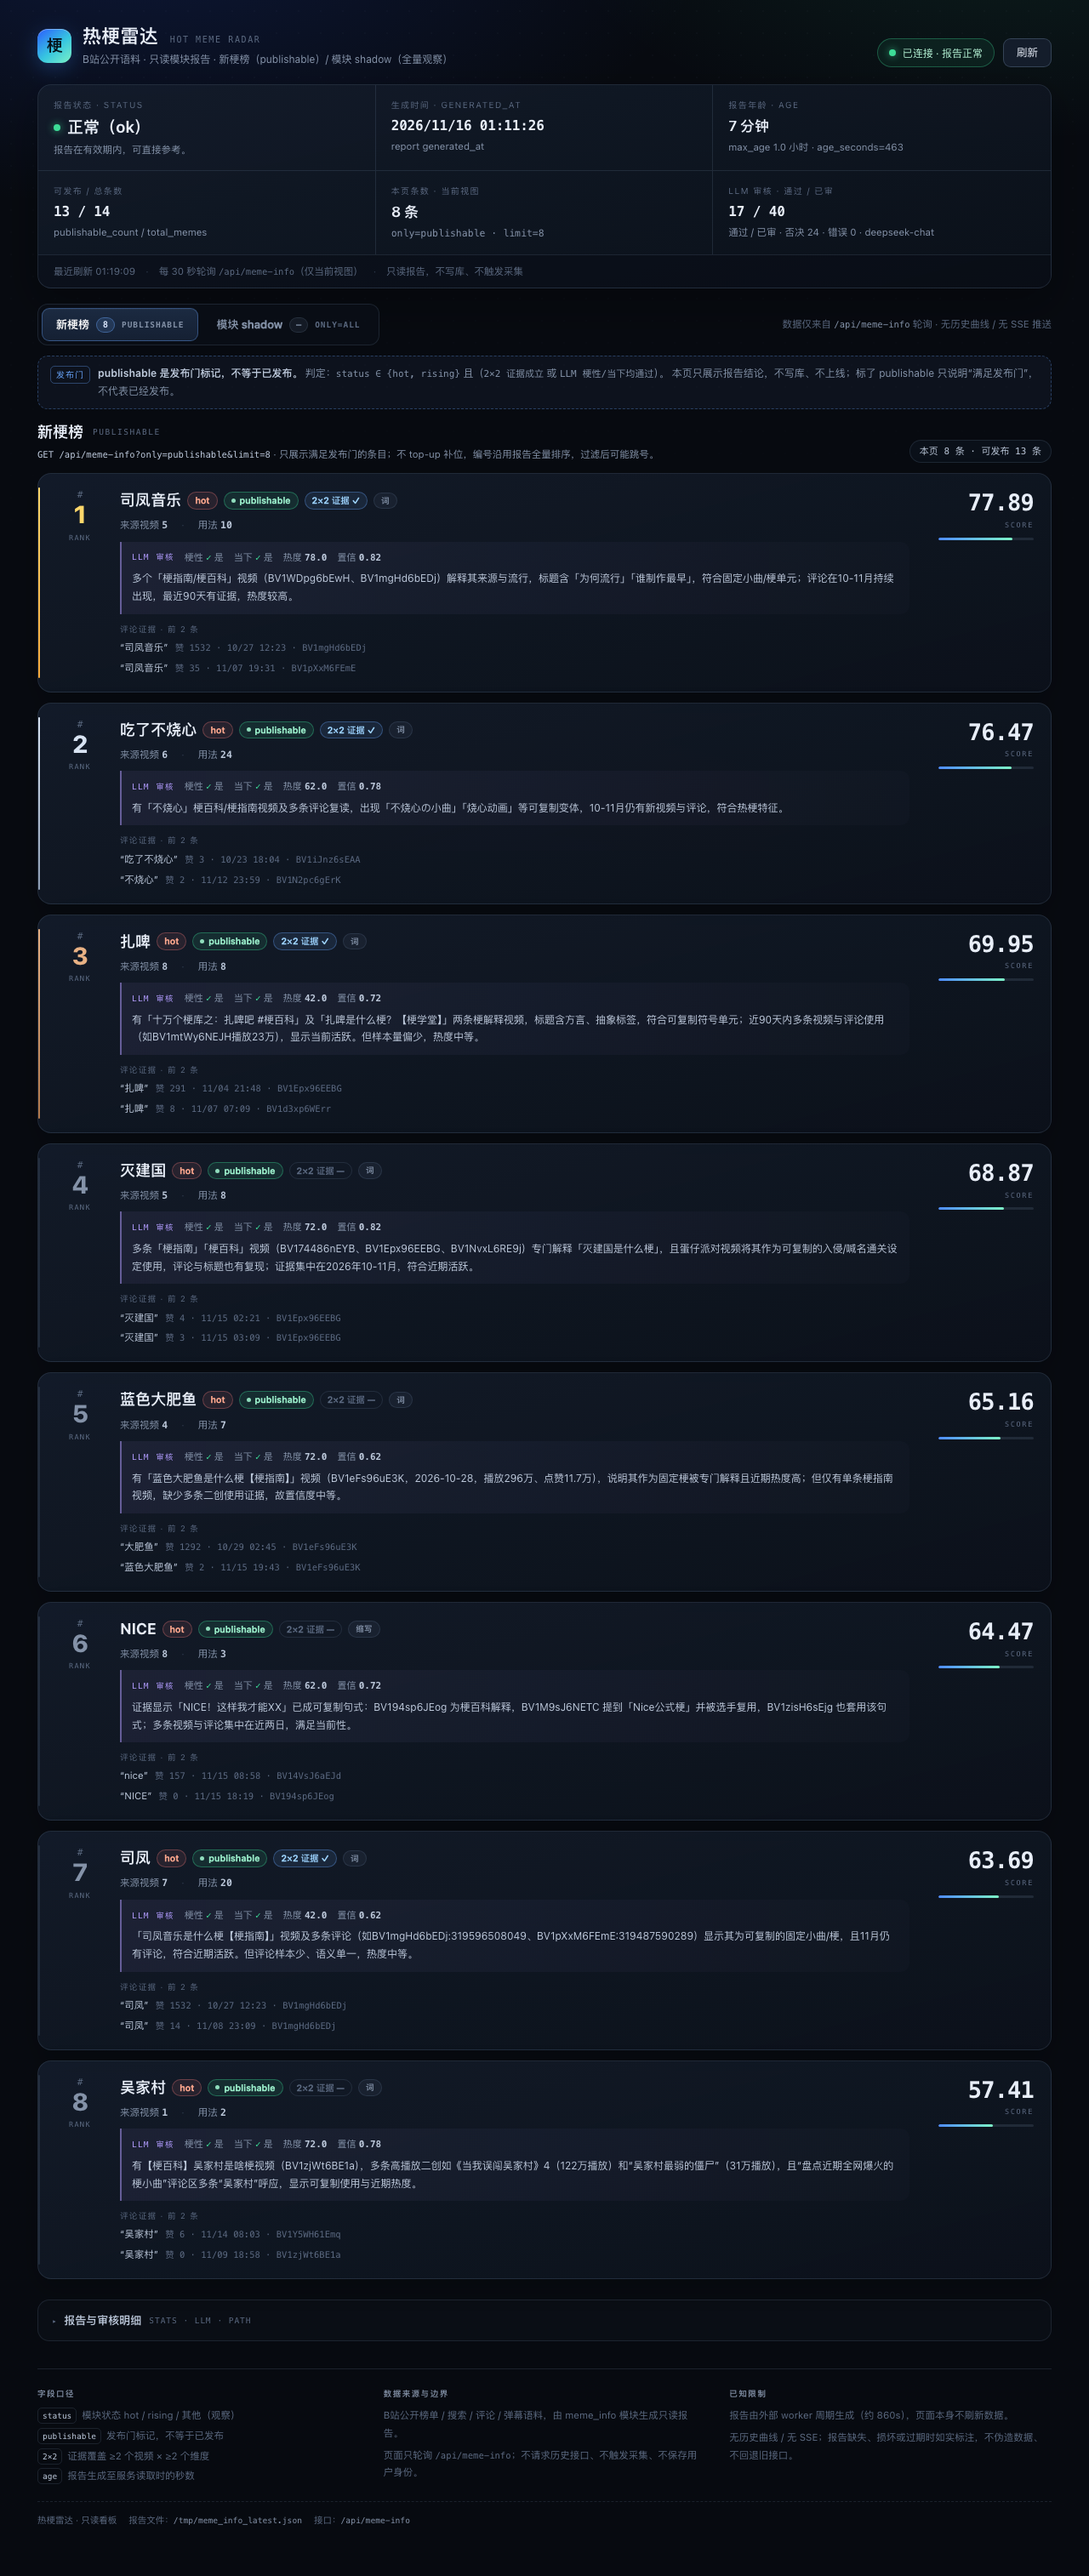 梗
热梗雷达 HOT MEME RADAR
B站公开语料 · 只读模块报告 · 新梗榜（publishable）/ 模块 shadow（全量观察）
已连接 · 报告正常
刷新
报告状态 · STATUS
正常（ok）
报告在有效期内，可直接参考。
生成时间 · GENERATED_AT
2026/11/16 01:11:26
report generated_at
报告年龄 · AGE
7 分钟
max_age 1.0 小时 · age_seconds=463
可发布 / 总条数
13 / 14
publishable_count / total_memes
本页条数 · 当前视图
8 条
only=publishable · limit=8
LLM 审核 · 通过 / 已审
17 / 40
通过 / 已审 · 否决 24 · 错误 0 · deepseek-chat
最近刷新 01:19:09 · 每 30 秒轮询 /api/meme-info（仅当前视图） · 只读报告，不写库、不触发采集
新梗榜 8 PUBLISHABLE
模块 shadow — ONLY=ALL
数据仅来自 /api/meme-info 轮询 · 无历史曲线 / 无 SSE 推送
发布门 publishable 是发布门标记，不等于已发布。 判定：status ∈ {hot, rising} 且（2×2 证据成立 或 LLM 梗性/当下均通过）。本页只展示报告结论，不写库、不上线；标了 publishable 只说明“满足发布门”，
不代表已经发布。
新梗榜 PUBLISHABLE
GET /api/meme-info?only=publishable&limit=8 · 只展示满足发布门的条目；不 top-up 补位，编号沿用报告全量排序，过滤后可能跳号。
本页 8 条 · 可发布 13 条
#
1
RANK
司凤音乐 hot publishable 2×2 证据 ✓ 词
来源视频 5 · 用法 10
LLM 审核 梗性 ✓ 是 当下 ✓ 是 热度 78.0 置信 0.82
多个「梗指南/梗百科」视频（BV1WDpg6bEwH、BV1mgHd6bEDj）解释其来源与流行，标题含「为何流行」「谁制作最早」，符合固定小曲/梗单元；评论在10-11月持续
出现，最近90天有证据，热度较高。
评论证据 · 前 2 条
“司凤音乐” 赞 1532 · 10/27 12:23 · BV1mgHd6bEDj
“司凤音乐” 赞 35 · 11/07 19:31 · BV1pXxM6FEmE
77.89
SCORE
#
2
RANK
吃了不烧心 hot publishable 2×2 证据 ✓ 词
来源视频 6 · 用法 24
LLM 审核 梗性 ✓ 是 当下 ✓ 是 热度 62.0 置信 0.78
有「不烧心」梗百科/梗指南视频及多条评论复读，出现「不烧心の小曲」「烧心动画」等可复制变体，10-11月仍有新视频与评论，符合热梗特征。
评论证据 · 前 2 条
“吃了不烧心” 赞 3 · 10/23 18:04 · BV1iJnz6sEAA
“不烧心” 赞 2 · 11/12 23:59 · BV1N2pc6gErK
76.47
SCORE
#
3
RANK
扎啤 hot publishable 2×2 证据 ✓ 词
来源视频 8 · 用法 8
LLM 审核 梗性 ✓ 是 当下 ✓ 是 热度 42.0 置信 0.72
有「十万个梗库之：扎啤吧 #梗百科」及「扎啤是什么梗？【梗学堂】」两条梗解释视频，标题含方言、抽象标签，符合可复制符号单元；近90天内多条视频与评论使用
（如BV1mtWy6NEJH播放23万），显示当前活跃。但样本量偏少，热度中等。
评论证据 · 前 2 条
“扎啤” 赞 291 · 11/04 21:48 · BV1Epx96EEBG
“扎啤” 赞 8 · 11/07 07:09 · BV1d3xp6WErr
69.95
SCORE
#
4
RANK
灭建国 hot publishable 2×2 证据 — 词
来源视频 5 · 用法 8
LLM 审核 梗性 ✓ 是 当下 ✓ 是 热度 72.0 置信 0.82
多条「梗指南」「梗百科」视频（BV174486nEYB、BV1Epx96EEBG、BV1NvxL6RE9j）专门解释「灭建国是什么梗」，且蛋仔派对视频将其作为可复制的入侵/喊名通关设
定使用，评论与标题也有复现；证据集中在2026年10-11月，符合近期活跃。
评论证据 · 前 2 条
“灭建国” 赞 4 · 11/15 02:21 · BV1Epx96EEBG
“灭建国” 赞 3 · 11/15 03:09 · BV1Epx96EEBG
68.87
SCORE
#
5
RANK
蓝色大肥鱼 hot publishable 2×2 证据 — 词
来源视频 4 · 用法 7
LLM 审核 梗性 ✓ 是 当下 ✓ 是 热度 72.0 置信 0.62
有「蓝色大肥鱼是什么梗【梗指南】」视频（BV1eFs96uE3K，2026-10-28，播放296万、点赞11.7万），说明其作为固定梗被专门解释且近期热度高；但仅有单条梗指南
视频，缺少多条二创使用证据，故置信度中等。
评论证据 · 前 2 条
“大肥鱼” 赞 1292 · 10/29 02:45 · BV1eFs96uE3K
“蓝色大肥鱼” 赞 2 · 11/15 19:43 · BV1eFs96uE3K
65.16
SCORE
#
6
RANK
NICE hot publishable 2×2 证据 — 缩写
来源视频 8 · 用法 3
LLM 审核 梗性 ✓ 是 当下 ✓ 是 热度 62.0 置信 0.72
证据显示「NICE！这样我才能XX」已成可复制句式：BV194sp6JEog 为梗百科解释，BV1M9sJ6NETC 提到「Nice公式梗」并被选手复用，BV1zisH6sEjg 也套用该句
式；多条视频与评论集中在近两日，满足当前性。
评论证据 · 前 2 条
“nice” 赞 157 · 11/15 08:58 · BV14VsJ6aEJd
“NICE” 赞 0 · 11/15 18:19 · BV194sp6JEog
64.47
SCORE
#
7
RANK
司凤 hot publishable 2×2 证据 ✓ 词
来源视频 7 · 用法 20
LLM 审核 梗性 ✓ 是 当下 ✓ 是 热度 42.0 置信 0.62
「司凤音乐是什么梗【梗指南】」视频及多条评论（如BV1mgHd6bEDj:319596508049、BV1pXxM6FEmE:319487590289）显示其为可复制的固定小曲/梗，且11月仍
有评论，符合近期活跃。但评论样本少、语义单一，热度中等。
评论证据 · 前 2 条
“司凤” 赞 1532 · 10/27 12:23 · BV1mgHd6bEDj
“司凤” 赞 14 · 11/08 23:09 · BV1mgHd6bEDj
63.69
SCORE
#
8
RANK
吴家村 hot publishable 2×2 证据 — 词
来源视频 1 · 用法 2
LLM 审核 梗性 ✓ 是 当下 ✓ 是 热度 72.0 置信 0.78
有【梗百科】吴家村是啥梗视频（BV1zjWt6BE1a），多条高播放二创如《当我误闯吴家村》4（122万播放）和“吴家村最弱的僵尸”（31万播放），且“盘点近期全网爆火的
梗小曲”评论区多条“吴家村”呼应，显示可复制使用与近期热度。
评论证据 · 前 2 条
“吴家村” 赞 6 · 11/14 08:03 · BV1Y5WH61Emq
“吴家村” 赞 0 · 11/09 18:58 · BV1zjWt6BE1a
57.41
SCORE
报告与审核明细 STATS · LLM · PATH
字段口径
status 模块状态 hot / rising / 其他（观察）
publishable 发布门标记，不等于已发布
2×2 证据覆盖 ≥2 个视频 × ≥2 个维度
age 报告生成至服务读取时的秒数
数据来源与边界
B站公开榜单 / 搜索 / 评论 / 弹幕语料，由 meme_info 模块生成只读报
告。
页面只轮询 /api/meme-info；不请求历史接口、不触发采集、不保存用
户身份。
已知限制
报告由外部 worker 周期生成（约 860s），页面本身不刷新数据。
无历史曲线 / 无 SSE；报告缺失、损坏或过期时如实标注，不伪造数据、
不回退旧接口。
热梗雷达 · 只读看板 报告文件：/tmp/meme_info_latest.json 接口：/api/meme-info